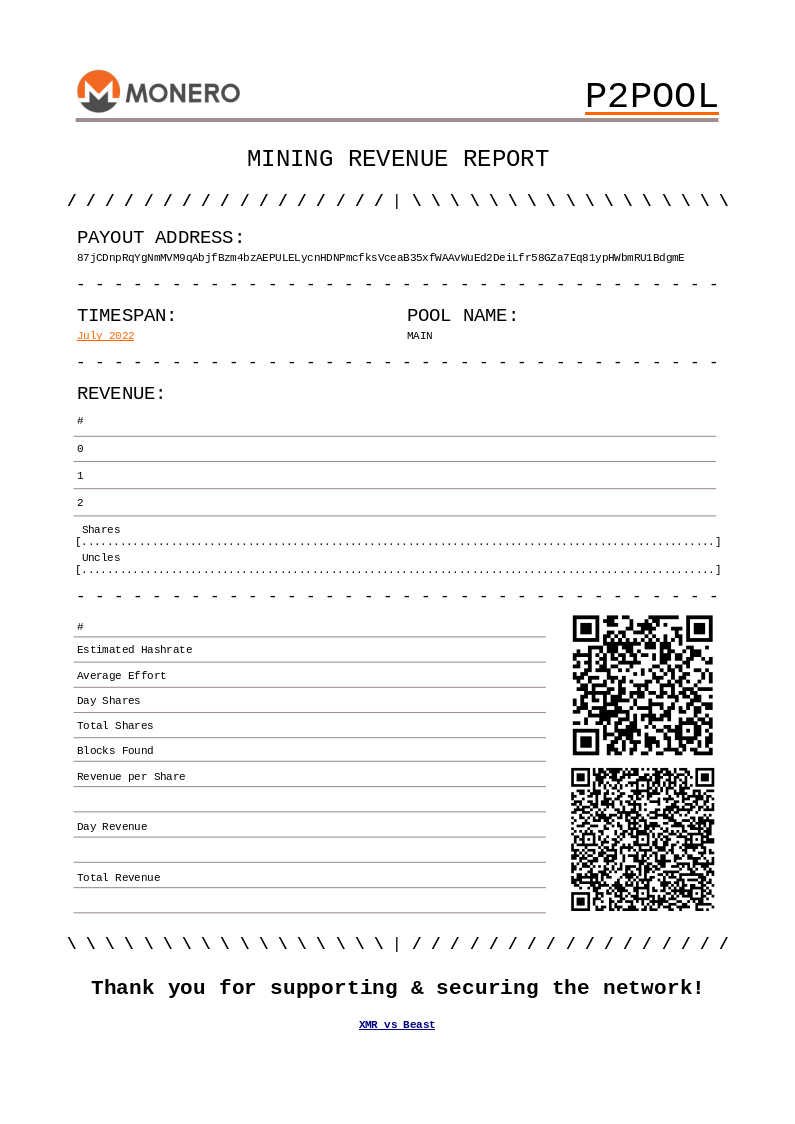 MONERO
P2POOL
MINING REVENUE REPORT
/ / / / / / / / / / / / / / / / / | \ \ \ \ \ \ \ \ \ \ \ \ \ \ \ \ \
PAYOUT ADDRESS:
87jCDnpRqYgNmMVM9qAbjfBzm4bzAEPULELycnHDNPmcfksVceaB35xfWAAvWuEd2DeiLfr58GZa7Eq81ypHWbmRU1BdgmE
- - - - - - - - - - - - - - - - - - - - - - - - - - - - - - - - - -
TIMESPAN: POOL NAME:
July 2022 MAIN
- - - - - - - - - - - - - - - - - - - - - - - - - - - - - - - - - -
REVENUE:
#
0
1
2
Shares
[...................................................................................................]
Uncles
[...................................................................................................]
- - - - - - - - - - - - - - - - - - - - - - - - - - - - - - - - - -
#
Estimated Hashrate
Average Effort
Day Shares
Total Shares
Blocks Found
Revenue per Share
Day Revenue
Total Revenue
\ \ \ \ \ \ \ \ \ \ \ \ \ \ \ \ \ | / / / / / / / / / / / / / / / / /
Thank you for supporting & securing the network!
XMR vs Beast